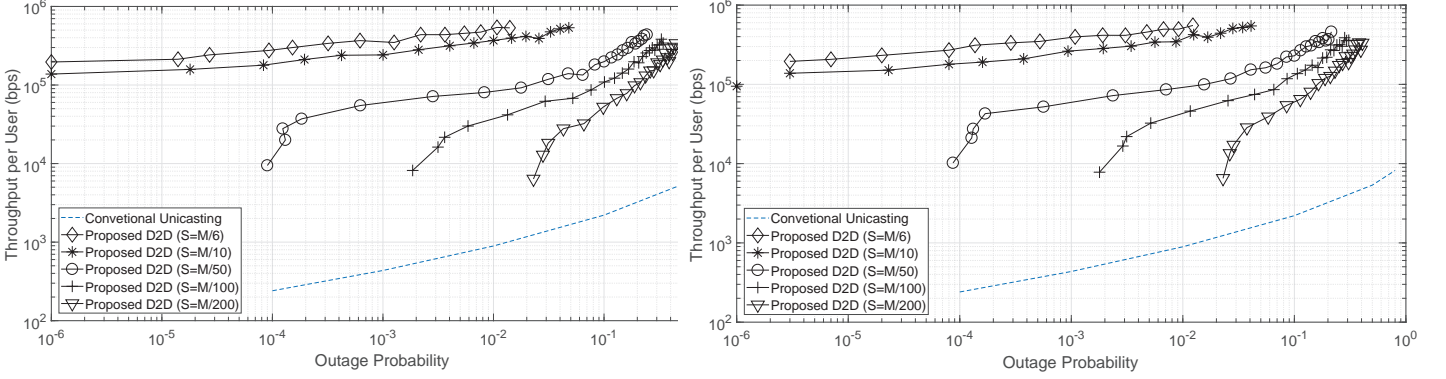 10^6
10^5
10^4
10^3
10^2
Throughput per User (bps)
Convetional Unicasting
Proposed D2D (S=M/6)
Proposed D2D (S=M/10)
Proposed D2D (S=M/50)
Proposed D2D (S=M/100)
Proposed D2D (S=M/200)
10^-6
10^-5
10^-4
10^-3
10^-2
10^-1
Outage Probability
10^6
10^5
10^4
10^3
10^2
Throughput per User (bps)
Convetional Unicasting
Proposed D2D (S=M/6)
Proposed D2D (S=M/10)
Proposed D2D (S=M/50)
Proposed D2D (S=M/100)
Proposed D2D (S=M/200)
10^-6
10^-5
10^-4
10^-3
10^-2
10^-1
10^0
Outage Probability